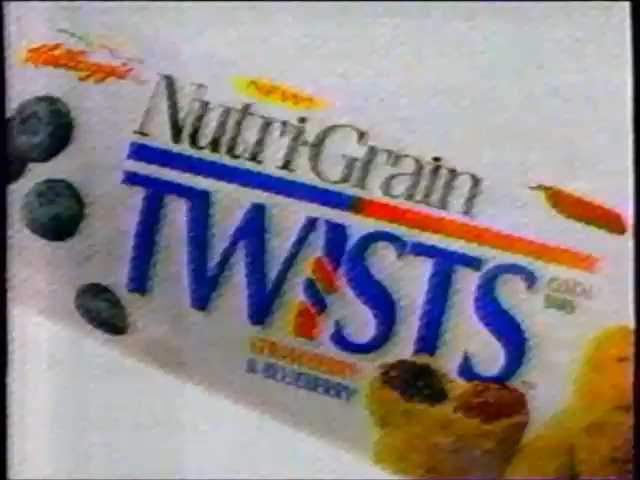 Kellogg's
NEW!
Nutri-Grain
TWISTS
STRAWBERRY
& BLUEBERRY